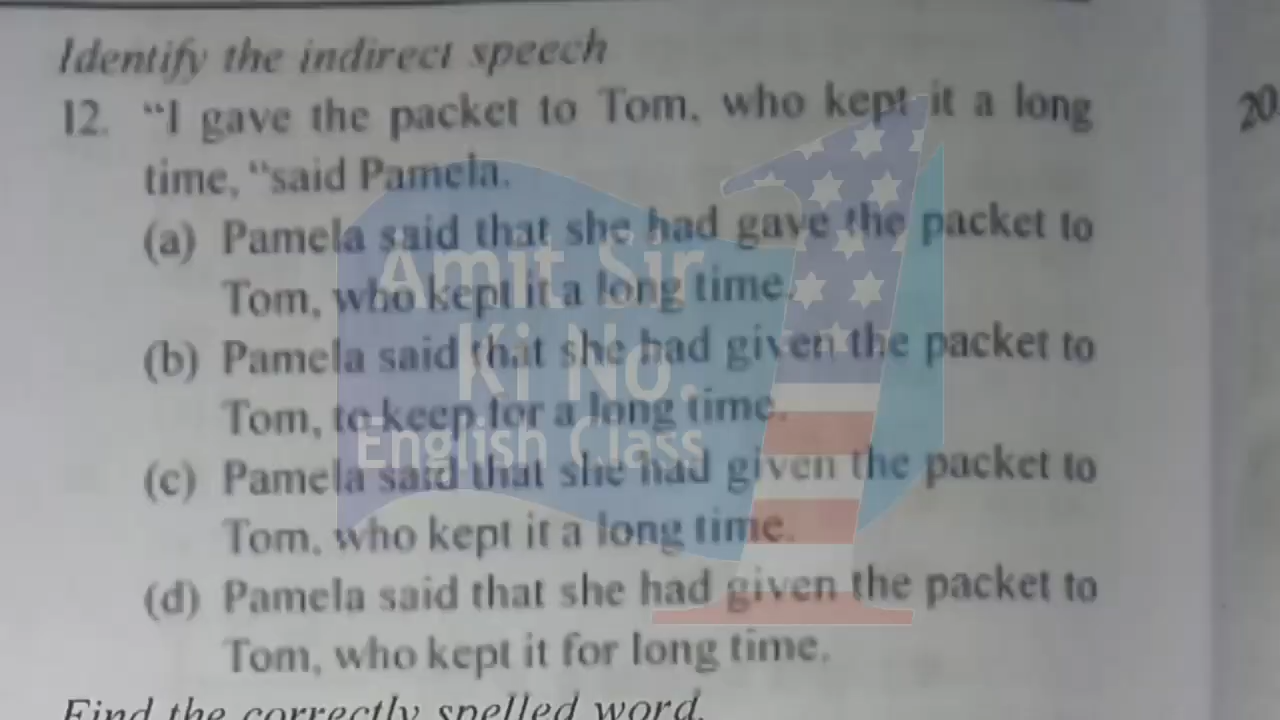 Identify the indirect speech
12. “I gave the packet to Tom, who kept it a long
time, “said Pamela.
(a) Pamela said that she had gave the packet to
Tom, who kept it a long time.
(b) Pamela said that she had given the packet to
Tom, to keep for a long time.
(c) Pamela said that she had given the packet to
Tom, who kept it a long time.
(d) Pamela said that she had given the packet to
Tom, who kept it for long time.
Find the correctly spelled word.
20
Amit Sir
Ki No.
English Class
1